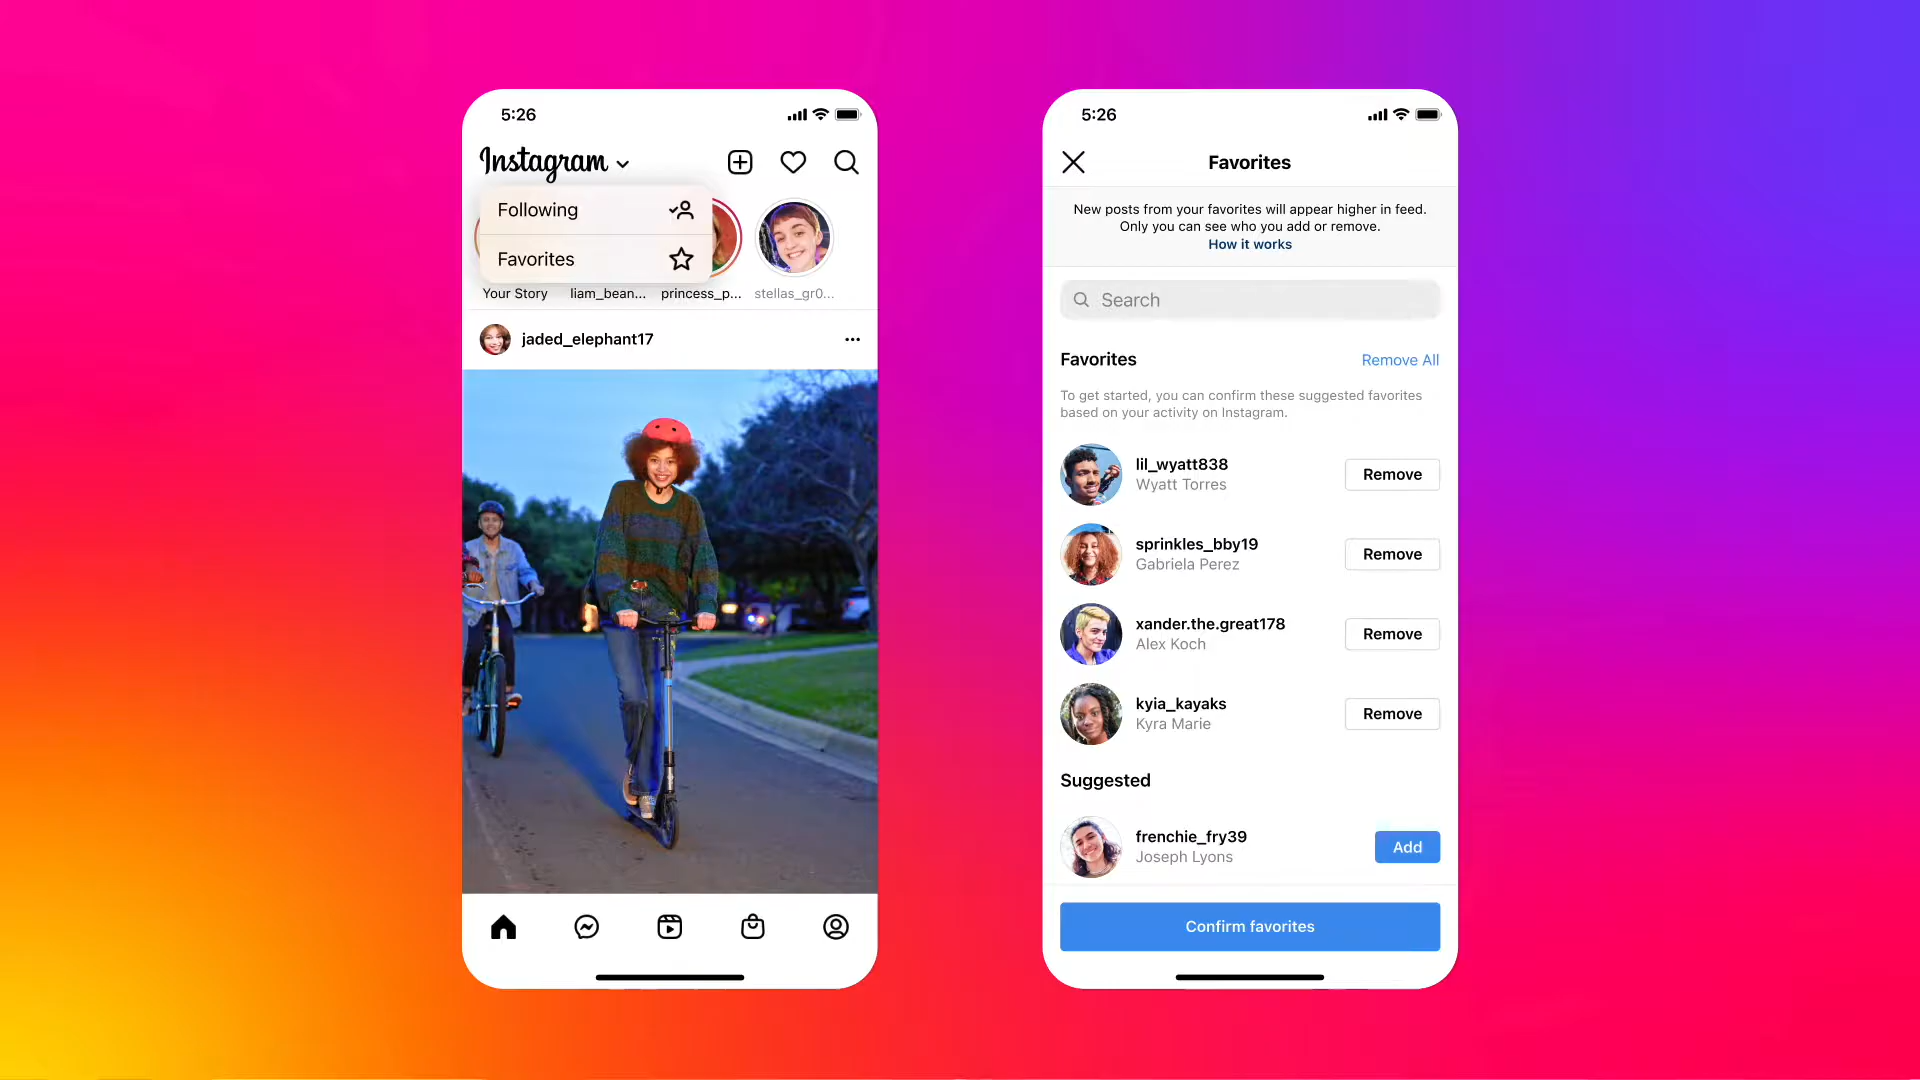 5:26
Instagram
Following
Favorites
Your Story liam_bean... princess_p... stellas_gr0...
jaded_elephant17
5:26
Favorites
New posts from your favorites will appear higher in feed.
Only you can see who you add or remove.
How it works
Search
Favorites Remove All
To get started, you can confirm these suggested favorites
based on your activity on Instagram.
lil_wyatt838
Wyatt Torres
Remove
sprinkles_bby19
Gabriela Perez
Remove
xander.the.great178
Alex Koch
Remove
kyia_kayaks
Kyra Marie
Remove
Suggested
frenchie_fry39
Joseph Lyons
Add
Confirm favorites